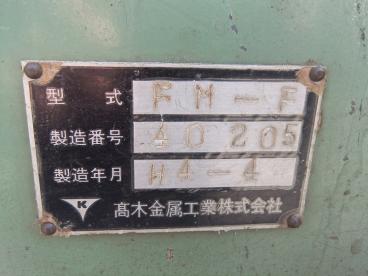 型 式 FM-F
製造番号 40205
製造年月 H4-4
K 髙木金属工業株式会社